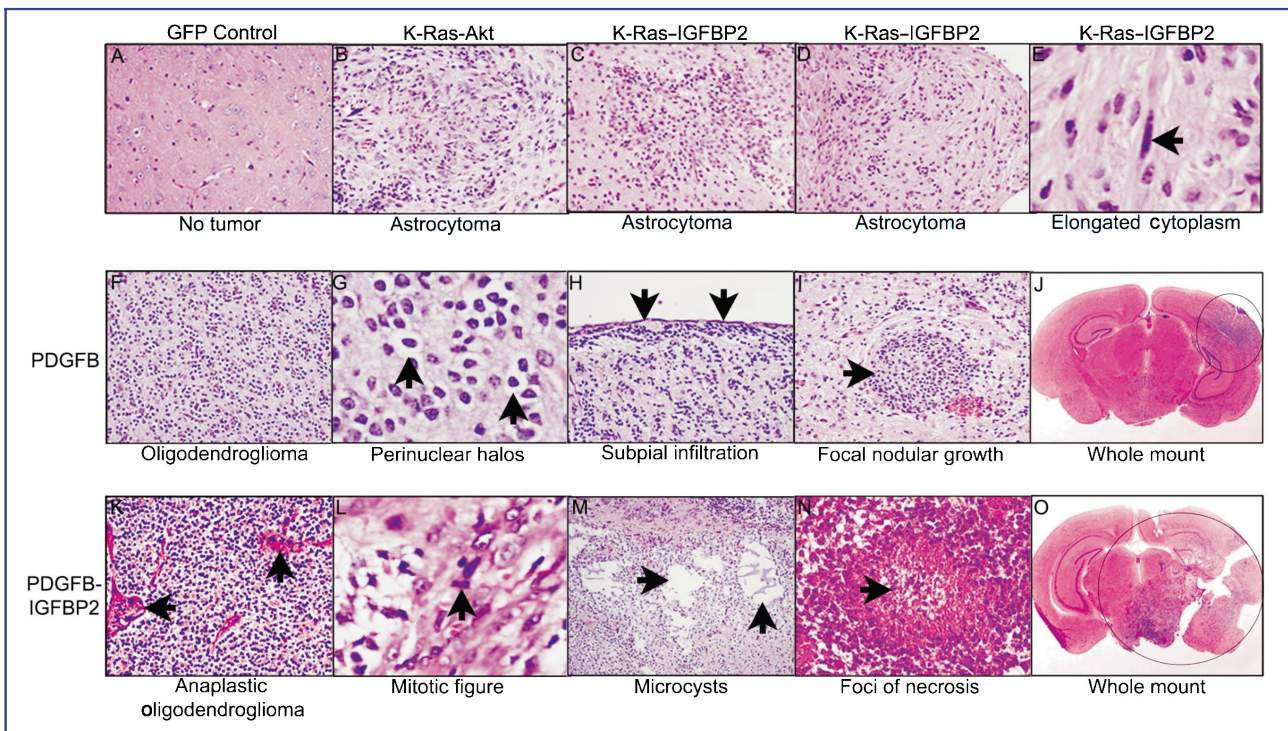 GFP Control
K-Ras-Akt
K-Ras–IGFBP2
K-Ras–IGFBP2
K-Ras–IGFBP2
A
B
C
D
E
No tumor
Astrocytoma
Astrocytoma
Astrocytoma
Elongated cytoplasm
PDGFB
F
G
H
I
J
Oligodendroglioma
Perinuclear halos
Subpial infiltration
Focal nodular growth
Whole mount
PDGFB-
IGFBP2
K
L
M
N
O
Anaplastic
oligodendroglioma
Mitotic figure
Microcysts
Foci of necrosis
Whole mount